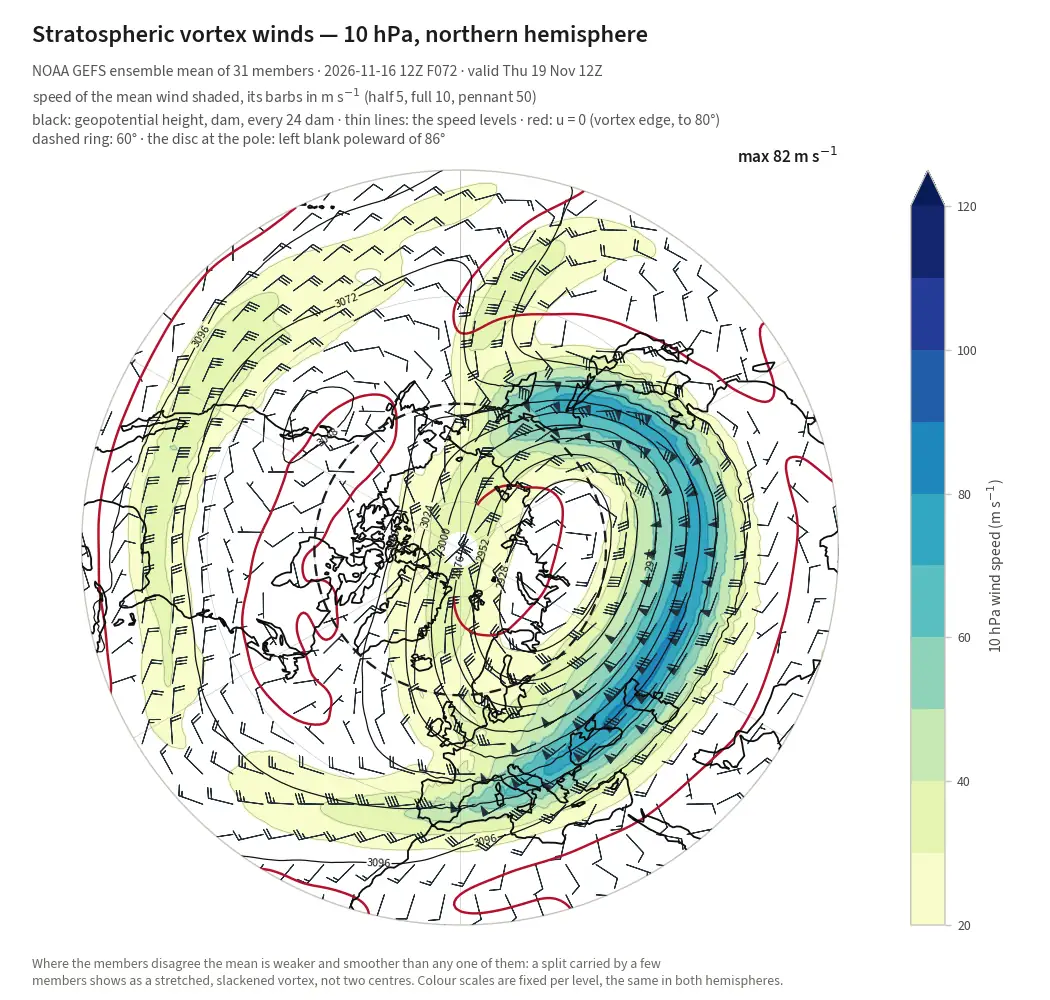 Stratospheric vortex winds — 10 hPa, northern hemisphere
NOAA GEFS ensemble mean of 31 members · 2026-11-16 12Z F072 · valid Thu 19 Nov 12Z
speed of the mean wind shaded, its barbs in m s−1 (half 5, full 10, pennant 50)
black: geopotential height, dam, every 24 dam · thin lines: the speed levels · red: u = 0 (vortex edge, to 80°)
dashed ring: 60° · the disc at the pole: left blank poleward of 86°
max 82 m s−1
120
100
80
60
40
20
10 hPa wind speed (m s−1)
3072
3096
3024
3000
2952
2928
3096
3096
Where the members disagree the mean is weaker and smoother than any one of them: a split carried by a few
members shows as a stretched, slackened vortex, not two centres. Colour scales are fixed per level, the same in both hemispheres.